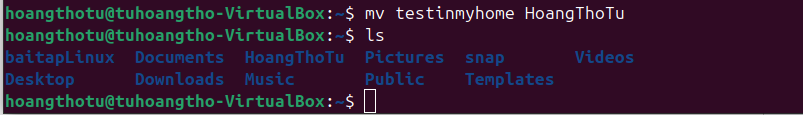 hoangthotu@tuhoangtho-VirtualBox:~$ mv testinmyhome HoangThoTu
hoangthotu@tuhoangtho-VirtualBox:~$ ls
baitapLinux  Documents  HoangThoTu  Pictures  snap       Videos
Desktop      Downloads  Music       Public    Templates
hoangthotu@tuhoangtho-VirtualBox:~$